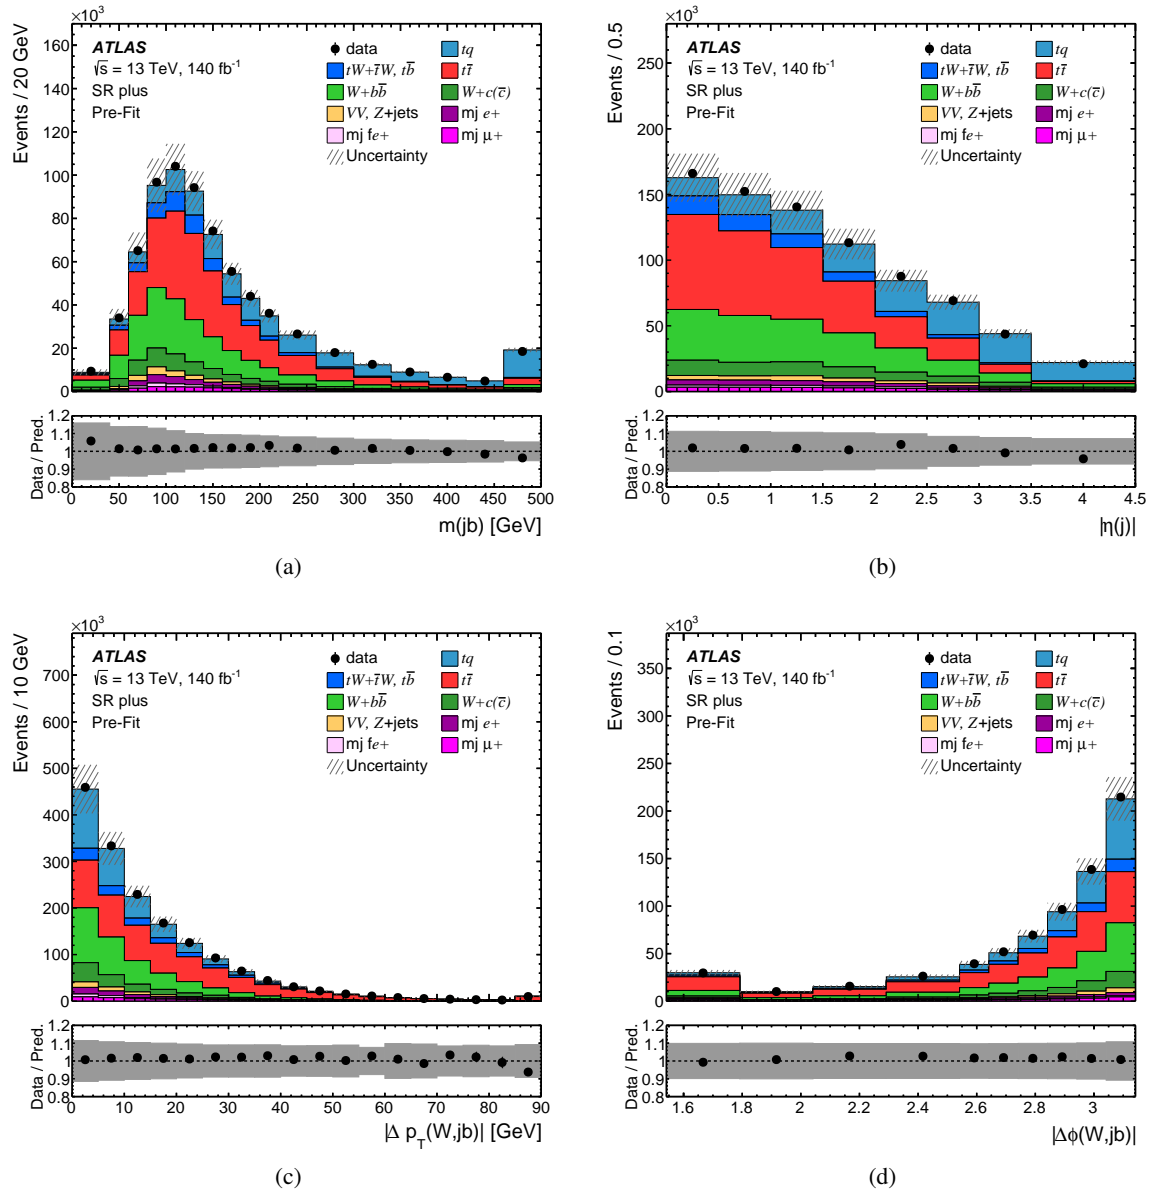 ×10³
Events / 20 GeV
160
140
120
100
80
60
40
20
0
ATLAS
√s = 13 TeV, 140 fb⁻¹
SR plus
Pre-Fit
data
tq
tW+t̅W, tb̅
tt̅
W+bb̅
W+c(c̅)
VV, Z+jets
mj e+
mj fe+
mj μ+
Uncertainty
Data / Pred.
1.2
1.1
1
0.9
0.8
0 50 100 150 200 250 300 350 400 450 500
m(jb) [GeV]
(a)
×10³
Events / 0.5
250
200
150
100
50
0
ATLAS
√s = 13 TeV, 140 fb⁻¹
SR plus
Pre-Fit
data
tq
tW+t̅W, tb̅
tt̅
W+bb̅
W+c(c̅)
VV, Z+jets
mj e+
mj fe+
mj μ+
Uncertainty
Data / Pred.
1.2
1.1
1
0.9
0.8
0 0.5 1 1.5 2 2.5 3 3.5 4 4.5
|η(j)|
(b)
×10³
Events / 10 GeV
700
600
500
400
300
200
100
0
ATLAS
√s = 13 TeV, 140 fb⁻¹
SR plus
Pre-Fit
data
tq
tW+t̅W, tb̅
tt̅
W+bb̅
W+c(c̅)
VV, Z+jets
mj e+
mj fe+
mj μ+
Uncertainty
Data / Pred.
1.2
1.1
1
0.9
0.8
0 10 20 30 40 50 60 70 80 90
|Δ p_T(W,jb)| [GeV]
(c)
×10³
Events / 0.1
350
300
250
200
150
100
50
0
ATLAS
√s = 13 TeV, 140 fb⁻¹
SR plus
Pre-Fit
data
tq
tW+t̅W, tb̅
tt̅
W+bb̅
W+c(c̅)
VV, Z+jets
mj e+
mj fe+
mj μ+
Uncertainty
Data / Pred.
1.2
1.1
1
0.9
0.8
1.6 1.8 2 2.2 2.4 2.6 2.8 3
|Δϕ(W,jb)|
(d)